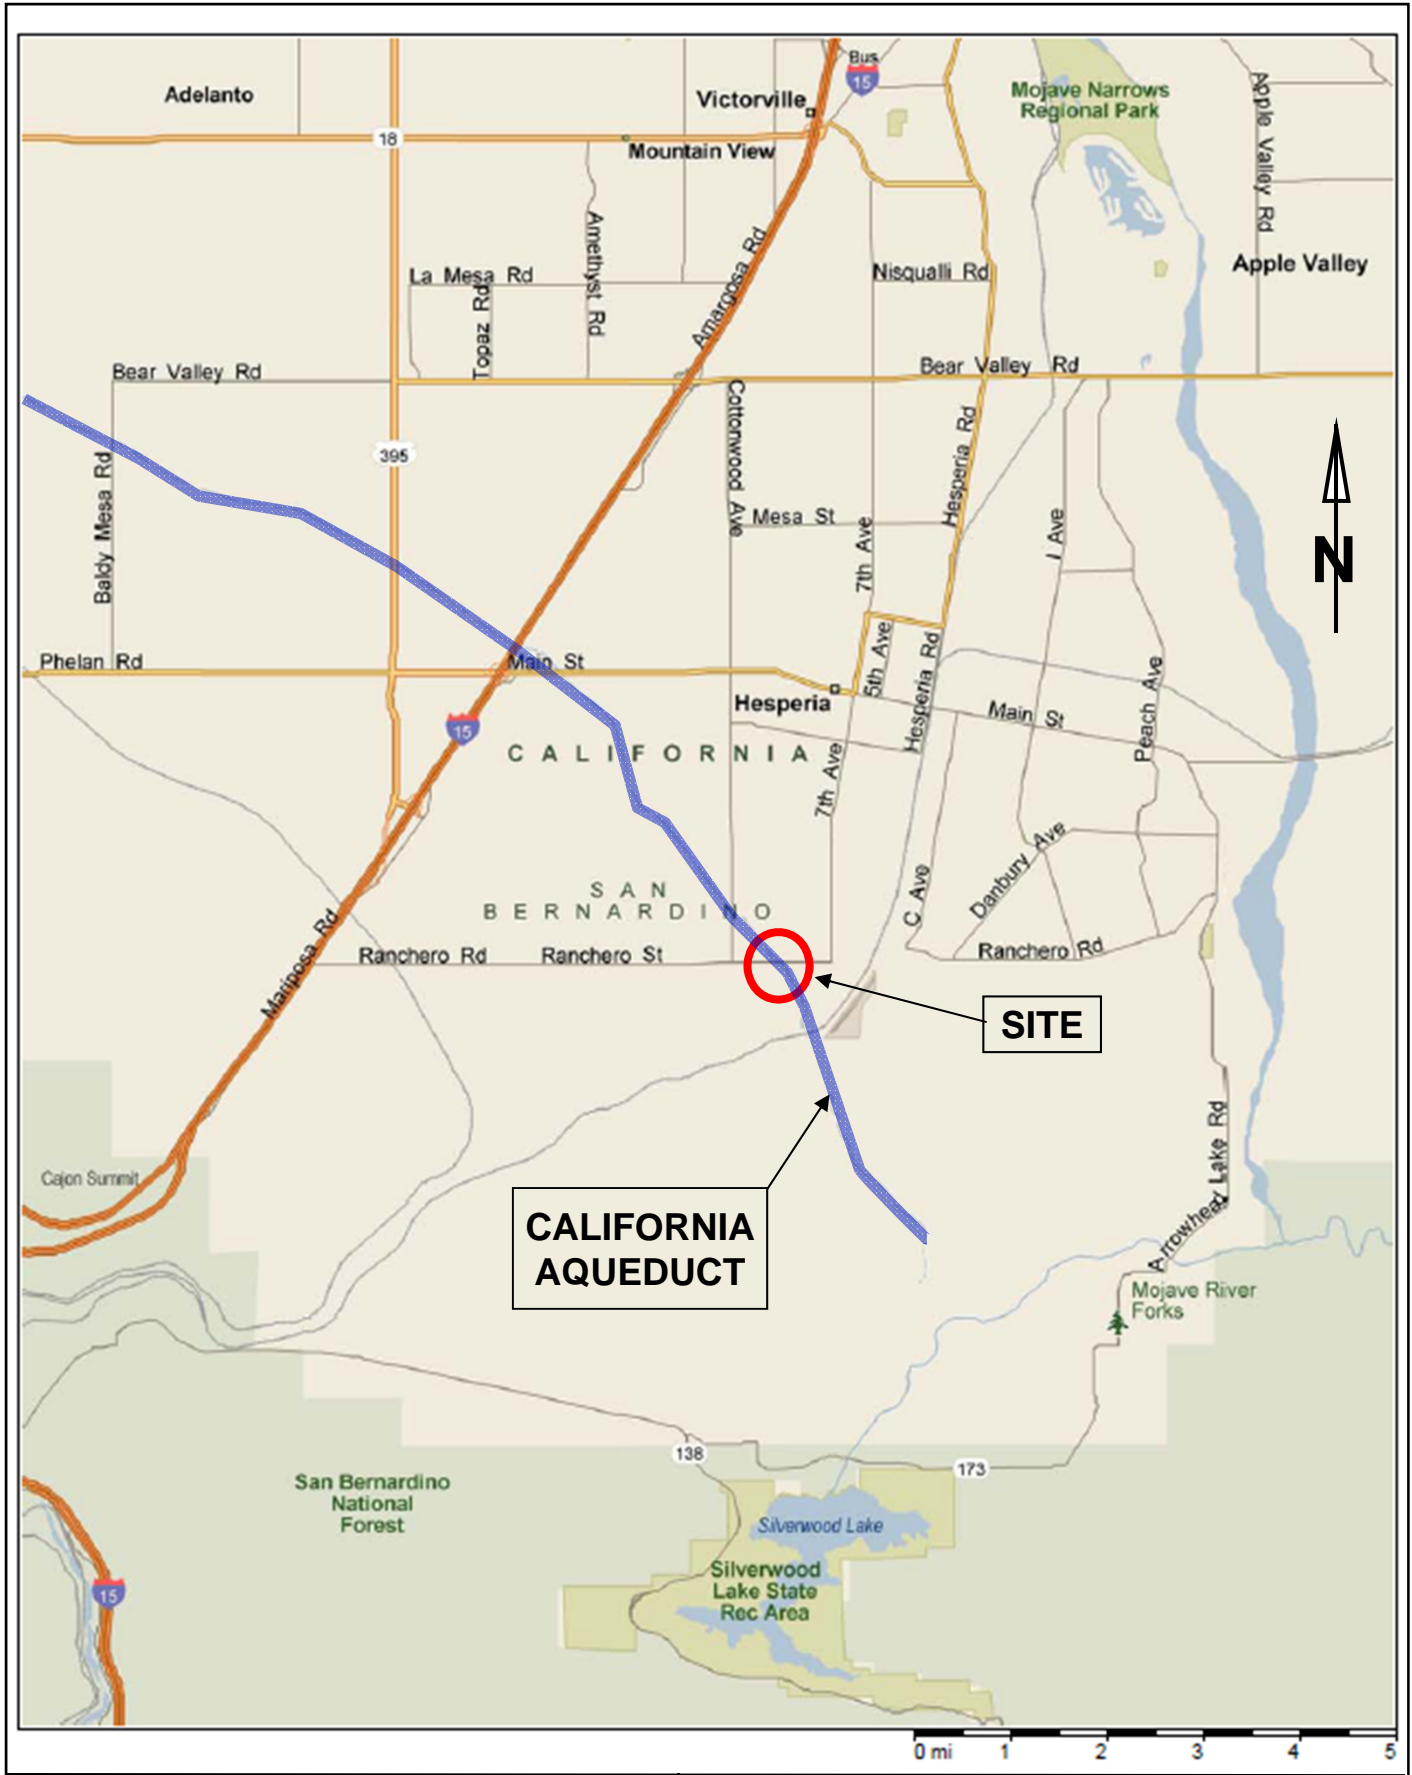 Bus
15
Adelanto
Victorville
Mojave Narrows
Regional Park
Apple Valley Rd
18
Mountain View
Amethyst Rd
Amargosa Rd
La Mesa Rd
Topaz Rd
Nisqualli Rd
Apple Valley
Bear Valley Rd
Bear Valley Rd
Cottonwood Ave
Hesperia Rd
395
Baldy Mesa Rd
Mesa St
7th Ave
I Ave
N
Phelan Rd
Main St
5th Ave
Hesperia Rd
Peach Ave
Hesperia
Main St
15
CALIFORNIA
7th Ave
Danbury Ave
C Ave
SAN
BERNARDINO
Mariposa Rd
Ranchero Rd
Ranchero St
Ranchero Rd
SITE
Cajon Summit
CALIFORNIA
AQUEDUCT
Arrowhead Lake Rd
Mojave River
Forks
138
173
San Bernardino
National
Forest
Silverwood Lake
Silverwood
Lake State
Rec Area
15
0 mi 1 2 3 4 5